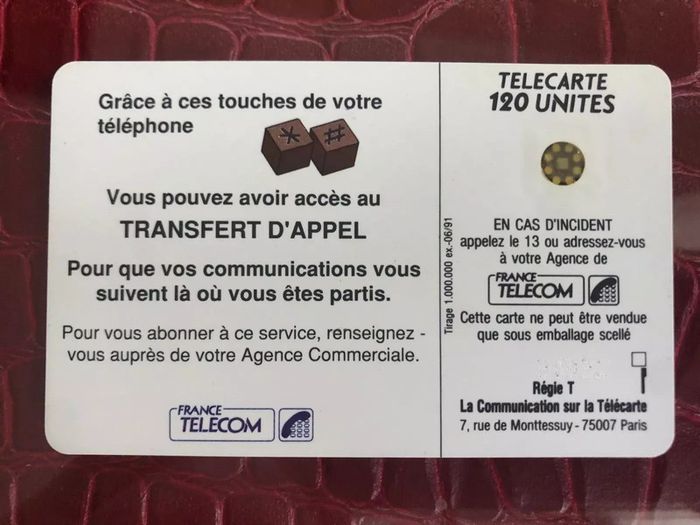 Grâce à ces touches de votre
téléphone
* #
Vous pouvez avoir accès au
TRANSFERT D'APPEL
Pour que vos communications vous
suivent là où vous êtes partis.
Pour vous abonner à ce service, renseignez -
vous auprès de votre Agence Commerciale.
FRANCE
TELECOM
Tirage 1.000.000 ex.-06/91
TELECARTE
120 UNITES
EN CAS D'INCIDENT
appelez le 13 ou adressez-vous
à votre Agence de
FRANCE
TELECOM
Cette carte ne peut être vendue
que sous emballage scellé
Régie T
La Communication sur la Télécarte
7, rue de Monttessuy - 75007 Paris